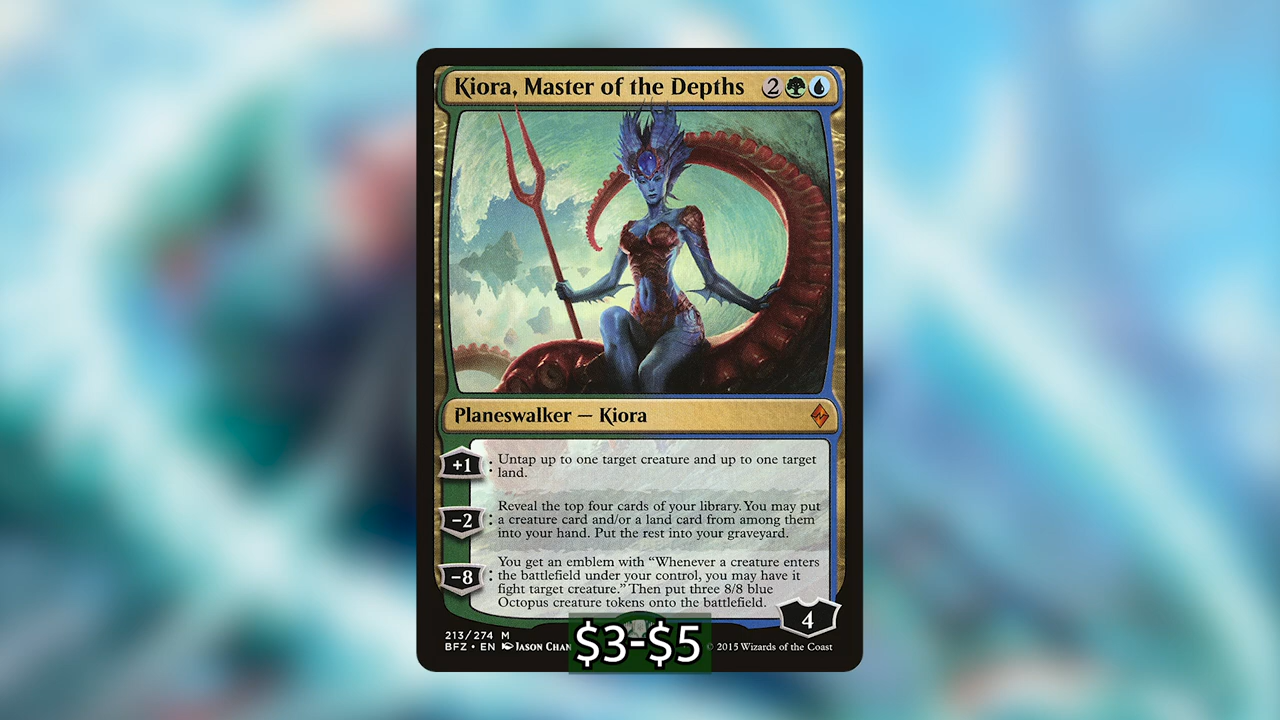 Kiora, Master of the Depths 2
Planeswalker — Kiora
+1 : Untap up to one target creature and up to one target
land.
Reveal the top four cards of your library. You may put
−2 : a creature card and/or a land card from among them
into your hand. Put the rest into your graveyard.
You get an emblem with “Whenever a creature enters
−8 : the battlefield under your control, you may have it
fight target creature.” Then put three 8/8 blue
Octopus creature tokens onto the battlefield.
4
213/274 M
BFZ • EN JASON CHAN
$3-$5
© 2015 Wizards of the Coast